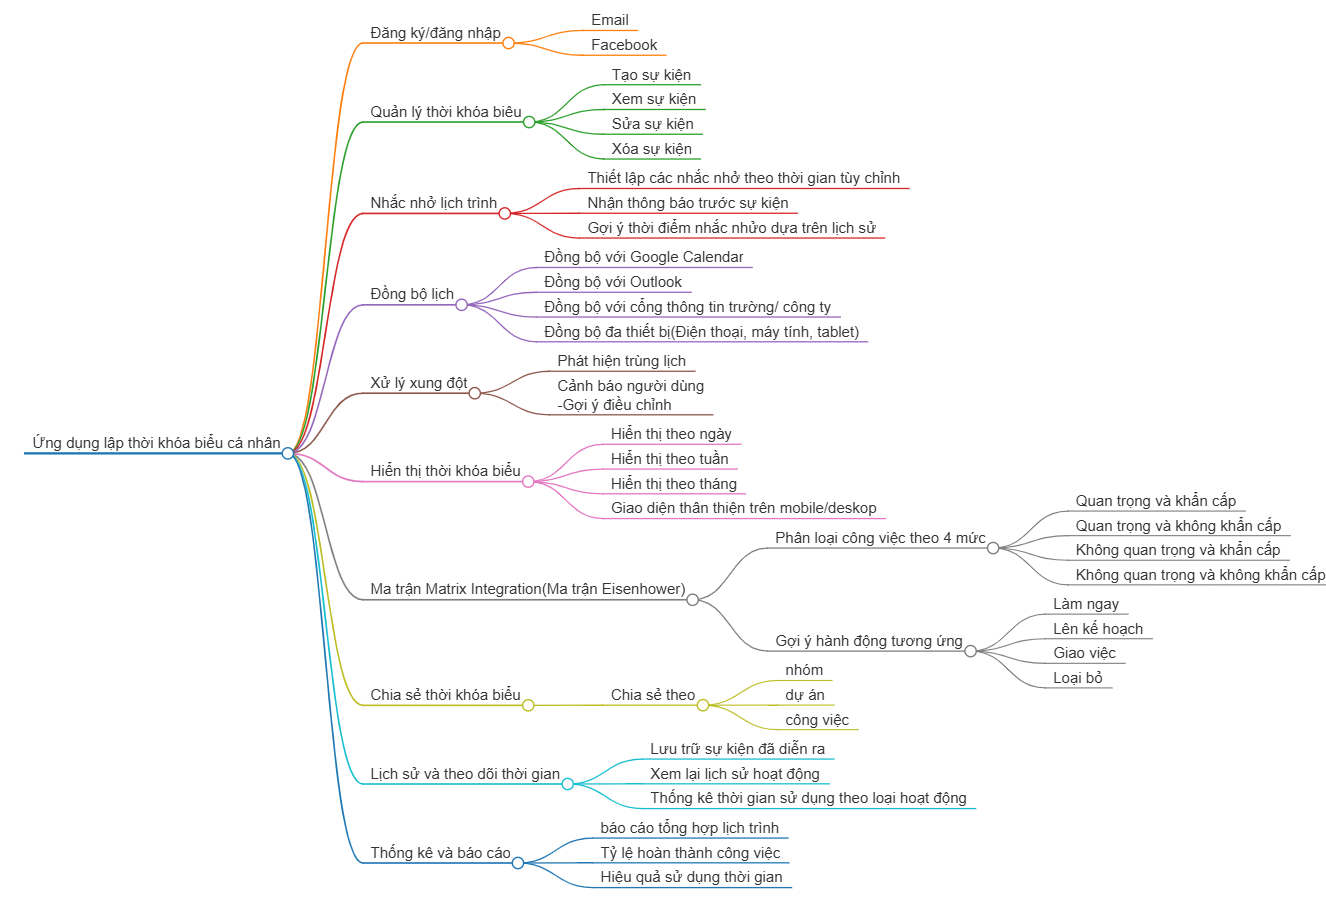 Ứng dụng lập thời khóa biểu cá nhân
Đăng ký/đăng nhập
Email
Facebook
Quản lý thời khóa biêu
Tạo sự kiện
Xem sự kiện
Sửa sự kiện
Xóa sự kiện
Nhắc nhở lịch trình
Thiết lập các nhắc nhở theo thời gian tùy chỉnh
Nhận thông báo trước sự kiện
Gợi ý thời điểm nhắc nhửo dựa trên lịch sử
Đồng bộ lịch
Đồng bộ với Google Calendar
Đồng bộ với Outlook
Đồng bộ với cổng thông tin trường/ công ty
Đồng bộ đa thiết bị(Điện thoại, máy tính, tablet)
Xử lý xung đột
Phát hiện trùng lịch
Cảnh báo người dùng
-Gợi ý điều chỉnh
Hiển thị thời khóa biểu
Hiển thị theo ngày
Hiển thị theo tuần
Hiển thị theo tháng
Giao diện thân thiện trên mobile/deskop
Ma trận Matrix Integration(Ma trận Eisenhower)
Phân loại công việc theo 4 mức
Quan trọng và khẩn cấp
Quan trọng và không khẩn cấp
Không quan trọng và khẩn cấp
Không quan trọng và không khẩn cấp
Gợi ý hành động tương ứng
Làm ngay
Lên kế hoạch
Giao việc
Loại bỏ
Chia sẻ thời khóa biểu
Chia sẻ theo
nhóm
dự án
công việc
Lịch sử và theo dõi thời gian
Lưu trữ sự kiện đã diễn ra
Xem lại lịch sử hoạt động
Thống kê thời gian sử dụng theo loại hoạt động
Thống kê và báo cáo
báo cáo tổng hợp lịch trình
Tỷ lệ hoàn thành công việc
Hiệu quả sử dụng thời gian